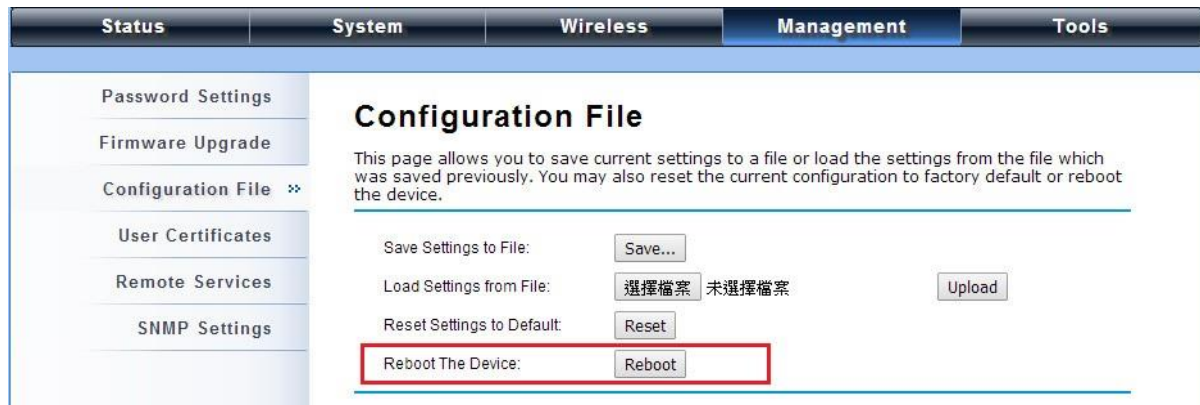 Status System Wireless Management Tools
Password Settings
Firmware Upgrade
Configuration File »
User Certificates
Remote Services
SNMP Settings
Configuration File
This page allows you to save current settings to a file or load the settings from the file which
was saved previously. You may also reset the current configuration to factory default or reboot
the device.
Save Settings to File: Save...
Load Settings from File: 選擇檔案 未選擇檔案 Upload
Reset Settings to Default: Reset
Reboot The Device: Reboot